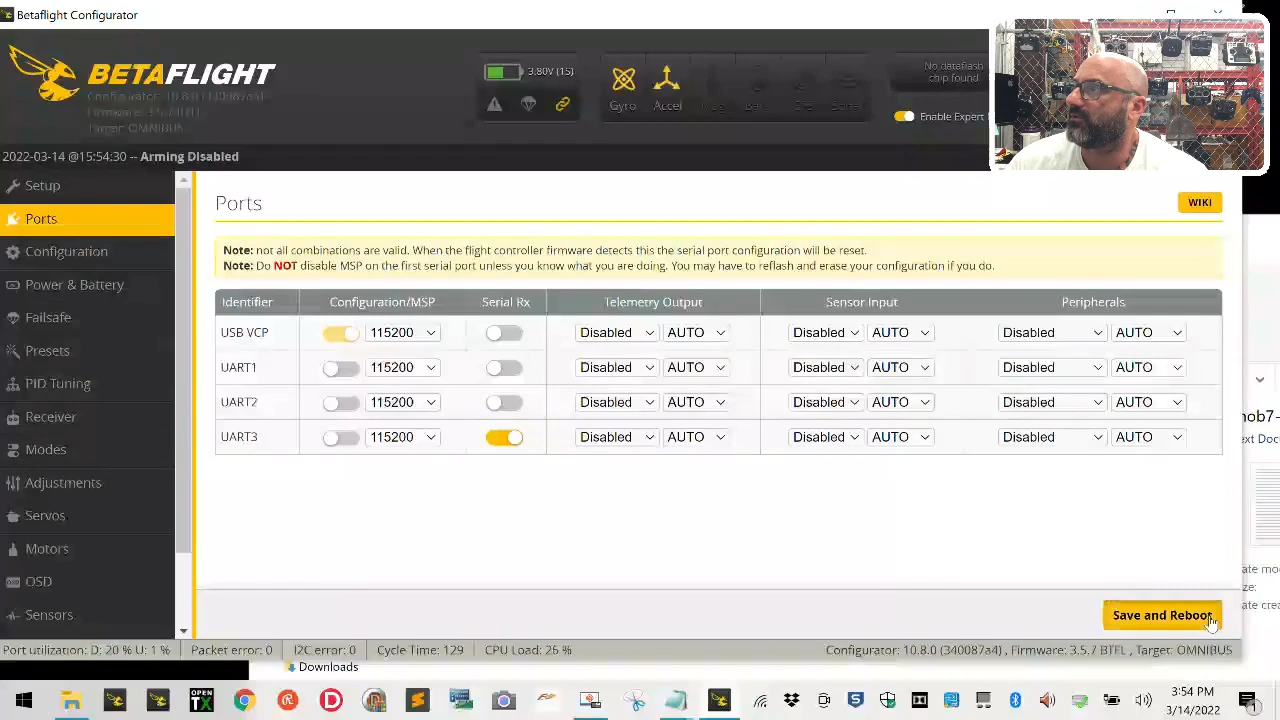 Betaflight Configurator
BETAFLIGHT
Configurator: 10.8.0 (340087a4)
Firmware: 3.5.7 BTFL
Target: OMNIBUS
Gyro Accel
No dataflash
chip found
Enable Expert
2022-03-14 @15:54:30 -- Arming Disabled
Setup
Ports
Configuration
Power & Battery
Failsafe
Presets
PID Tuning
Receiver
Modes
Adjustments
Servos
Motors
OSD
Sensors
Ports
WIKI
Note: not all combinations are valid. When the flight controller firmware detects this the serial port configuration will be reset.
Note: Do NOT disable MSP on the first serial port unless you know what you are doing. You may have to reflash and erase your configuration if you do.
Identifier Configuration/MSP Serial Rx Telemetry Output Sensor Input Peripherals
USB VCP 115200 Disabled AUTO Disabled AUTO Disabled AUTO
UART1 115200 Disabled AUTO Disabled AUTO Disabled AUTO
UART2 115200 Disabled AUTO Disabled AUTO Disabled AUTO
UART3 115200 Disabled AUTO Disabled AUTO Disabled AUTO
Save and Reboot
Port utilization: D: 20 % U: 1 % Packet error: 0 I2C error: 0 Cycle Time: 129 CPU Load: 26 % Configurator: 10.8.0 (340087a4) , Firmware: 3.5.7 BTFL , Target: OMNIBUS
Downloads
OPEN
TX
3:54 PM
3/14/2022